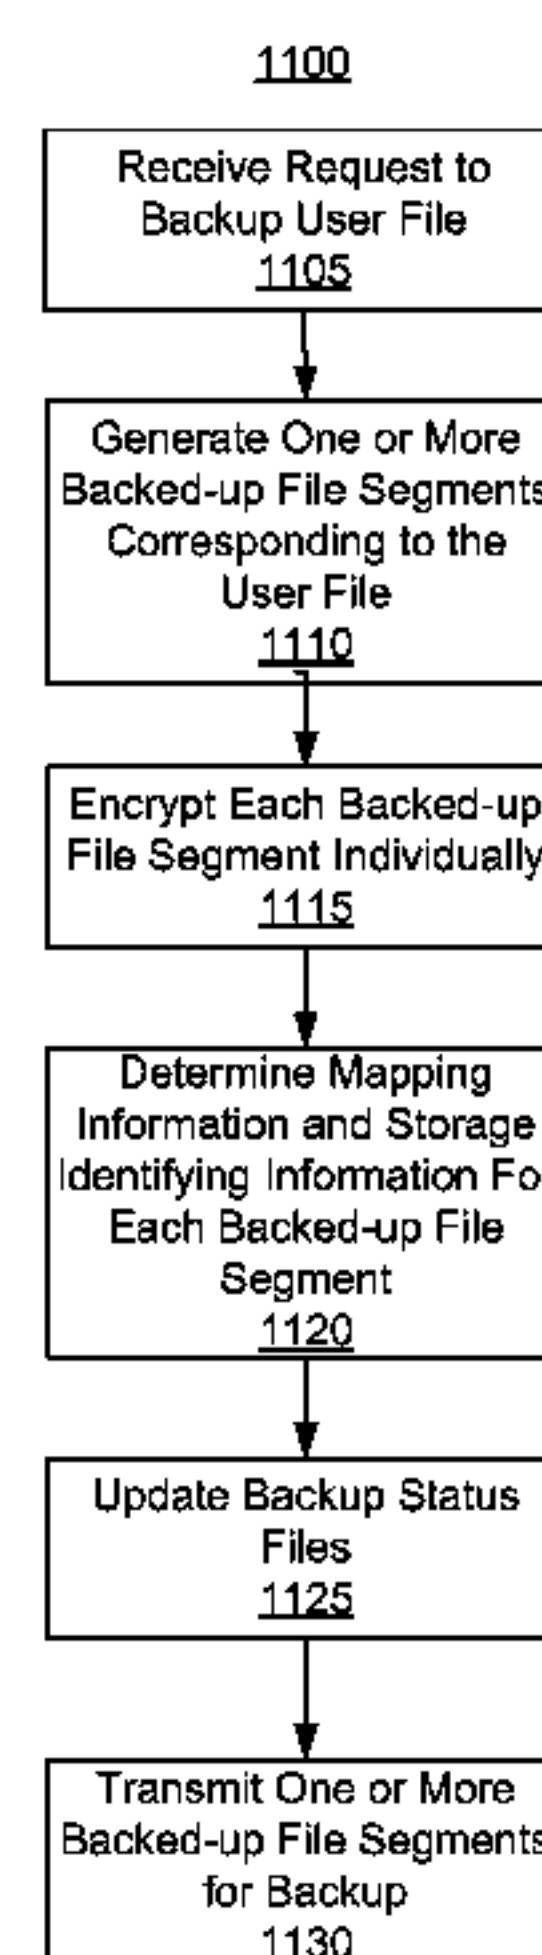 1100
Receive Request to
Backup User File
1105
Generate One or More
Backed-up File Segments
Corresponding to the
User File
1110
Encrypt Each Backed-up
File Segment Individually
1115
Determine Mapping
Information and Storage
Identifying Information Fo
Each Backed-up File
Segment
1120
Update Backup Status
Files
1125
Transmit One or More
Backed-up File Segments
for Backup
1130